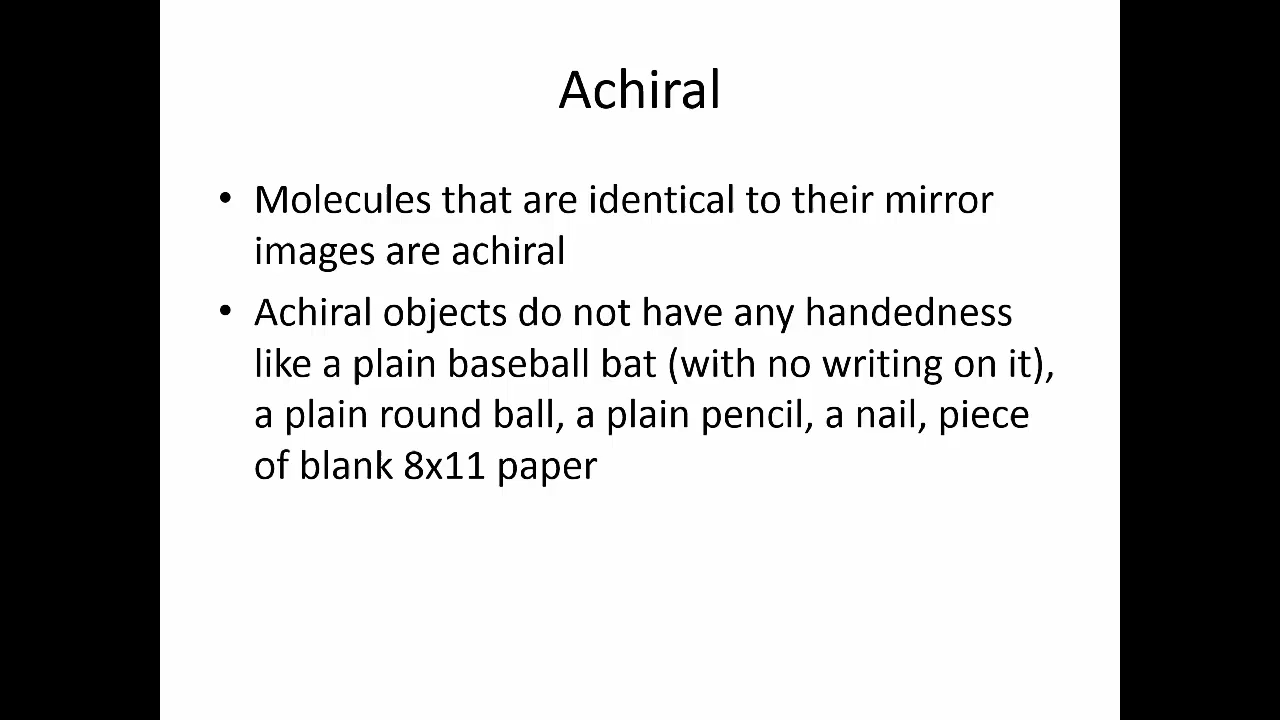 Achiral
• Molecules that are identical to their mirror
images are achiral
• Achiral objects do not have any handedness
like a plain baseball bat (with no writing on it),
a plain round ball, a plain pencil, a nail, piece
of blank 8x11 paper